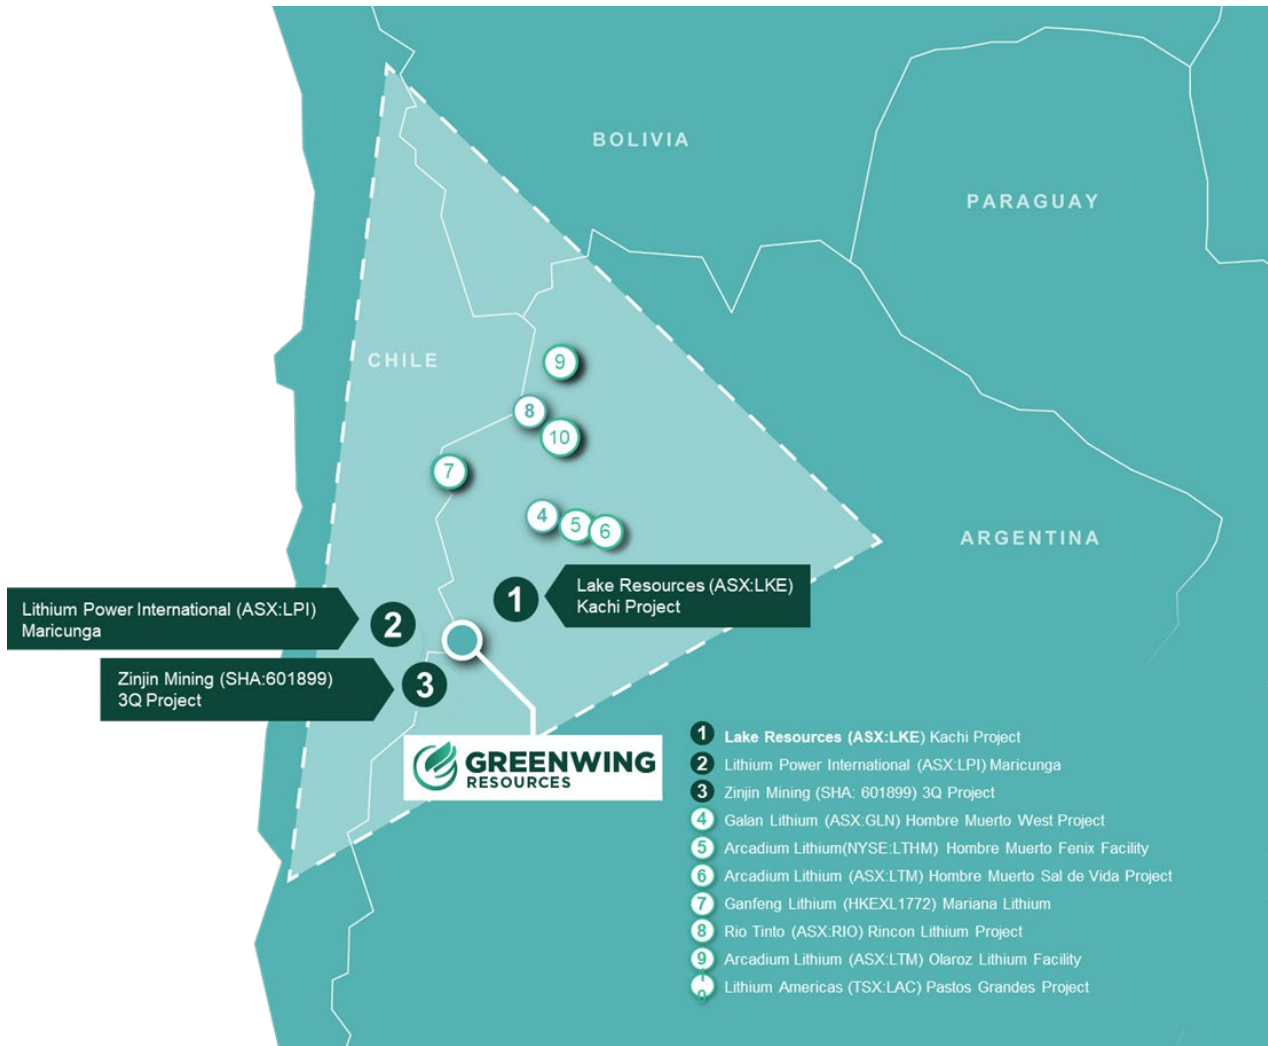 BOLIVIA
PARAGUAY
CHILE
9
8
10
7
4
5
6
ARGENTINA
1
Lake Resources (ASX:LKE)
Kachi Project
Lithium Power International (ASX:LPI)
Maricunga
2
Zinjin Mining (SHA:601899)
3Q Project
3
GREENWING
RESOURCES
1 Lake Resources (ASX:LKE) Kachi Project
2 Lithium Power International (ASX:LPI) Maricunga
3 Zinjin Mining (SHA: 601899) 3Q Project
4 Galan Lithium (ASX:GLN) Hombre Muerto West Project
5 Arcadium Lithium(NYSE:LTHM) Hombre Muerto Fenix Facility
6 Arcadium Lithium (ASX:LTM) Hombre Muerto Sal de Vida Project
7 Ganfeng Lithium (HKEXL1772) Mariana Lithium
8 Rio Tinto (ASX:RIO) Rincon Lithium Project
9 Arcadium Lithium (ASX:LTM) Olaroz Lithium Facility
10 Lithium Americas (TSX:LAC) Pastos Grandes Project